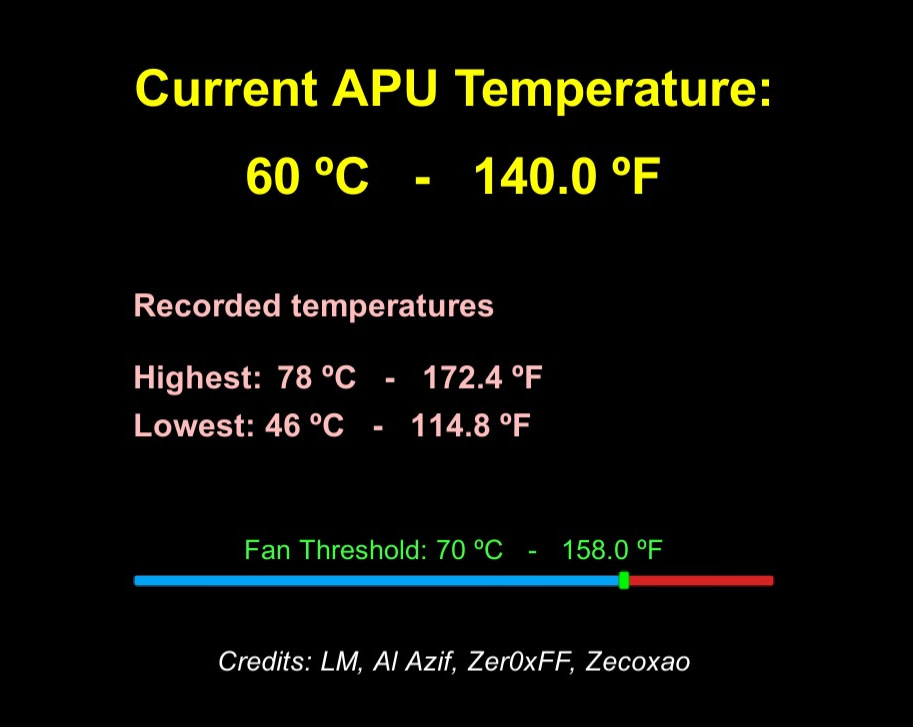 Current APU Temperature:
60 ºC - 140.0 ºF
Recorded temperatures
Highest: 78 ºC - 172.4 ºF
Lowest: 46 ºC - 114.8 ºF
Fan Threshold: 70 ºC - 158.0 ºF
Credits: LM, Al Azif, Zer0xFF, Zecoxao